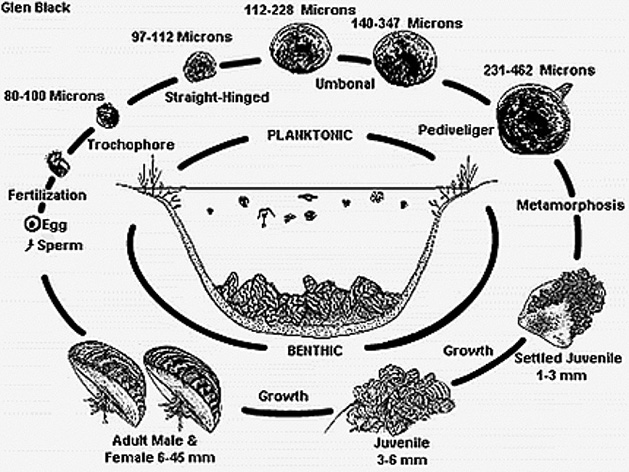 Glen Black
112-228 Microns
140-347 Microns
97-112 Microns
231-462 Microns
80-100 Microns
Straight-Hinged
Umbonal
Pediveliger
Trochophore
PLANKTONIC
Fertilization
Egg
Sperm
Metamorphosis
BENTHIC
Growth
Settled Juvenile
1-3 mm
Growth
Juvenile
3-6 mm
Adult Male &
Female 6-45 mm